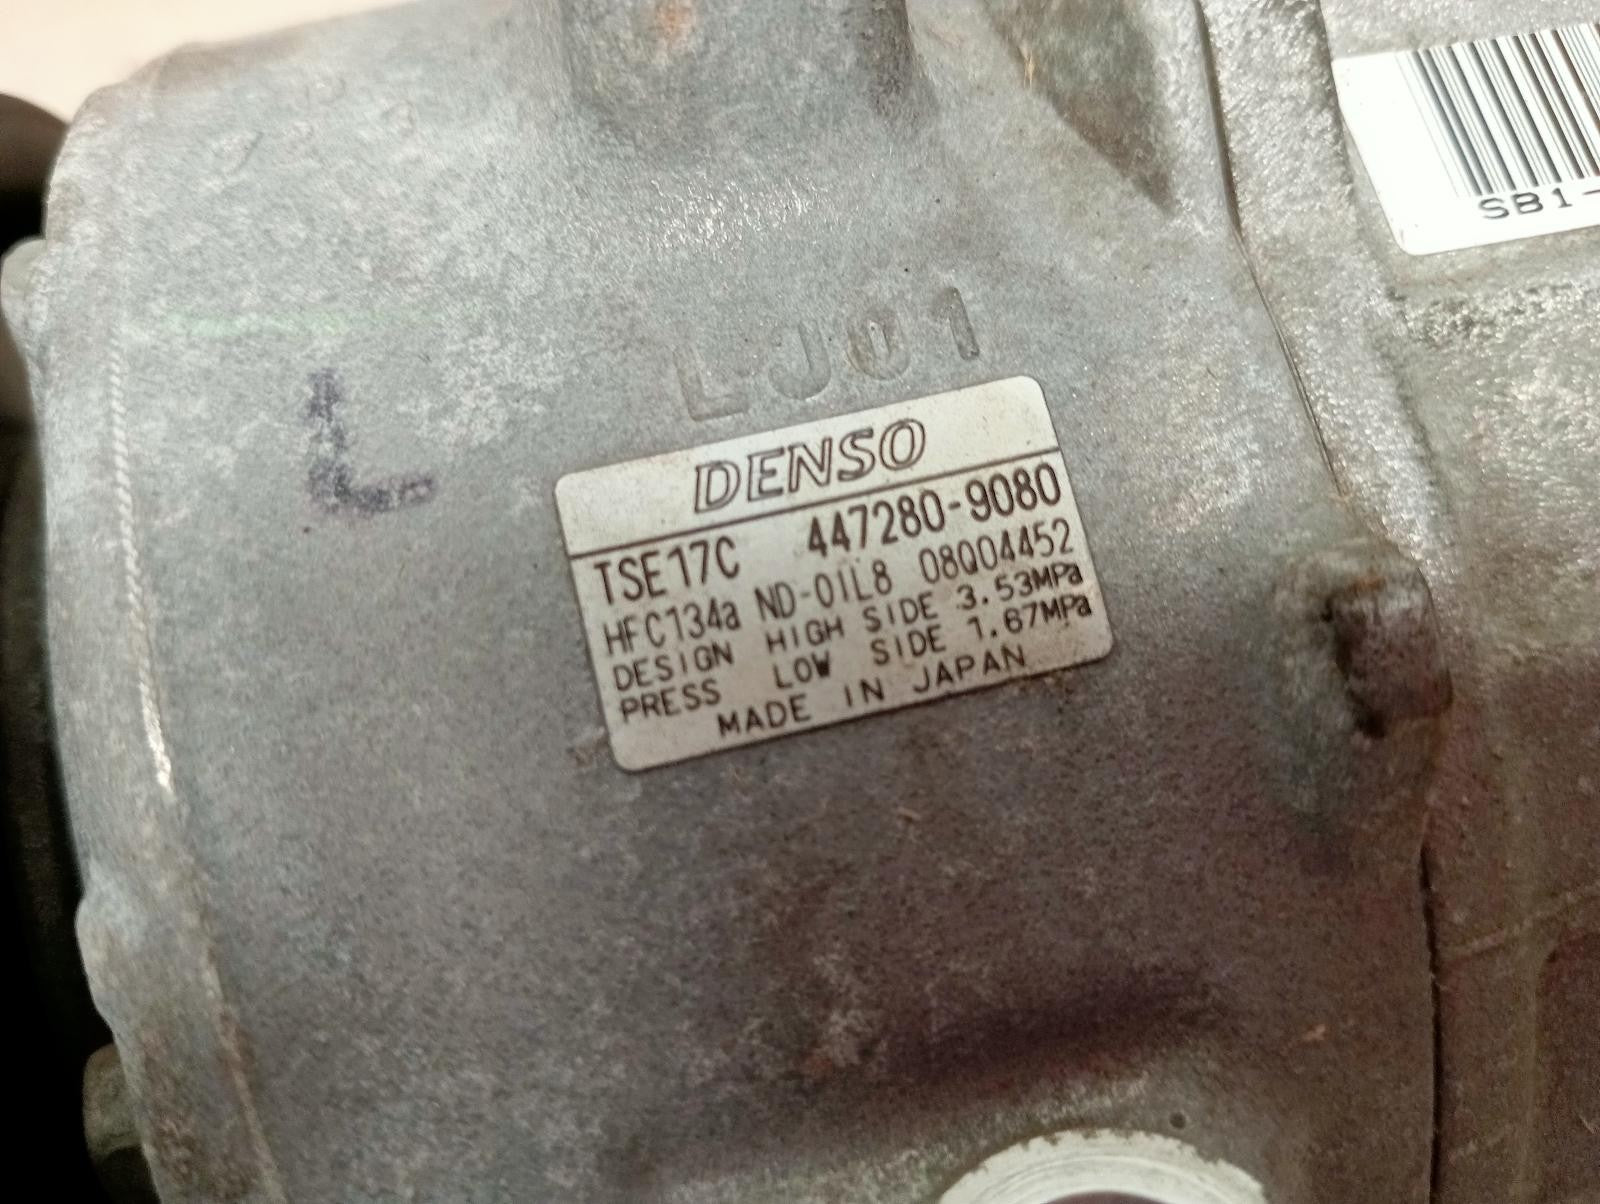 SB1-
LJ01
L
DENSO
TSE17C 447280-9080
HFC134a ND-OIL8 08Q04452
DESIGN HIGH SIDE 3.53MPa
PRESS LOW SIDE 1.67MPa
MADE IN JAPAN